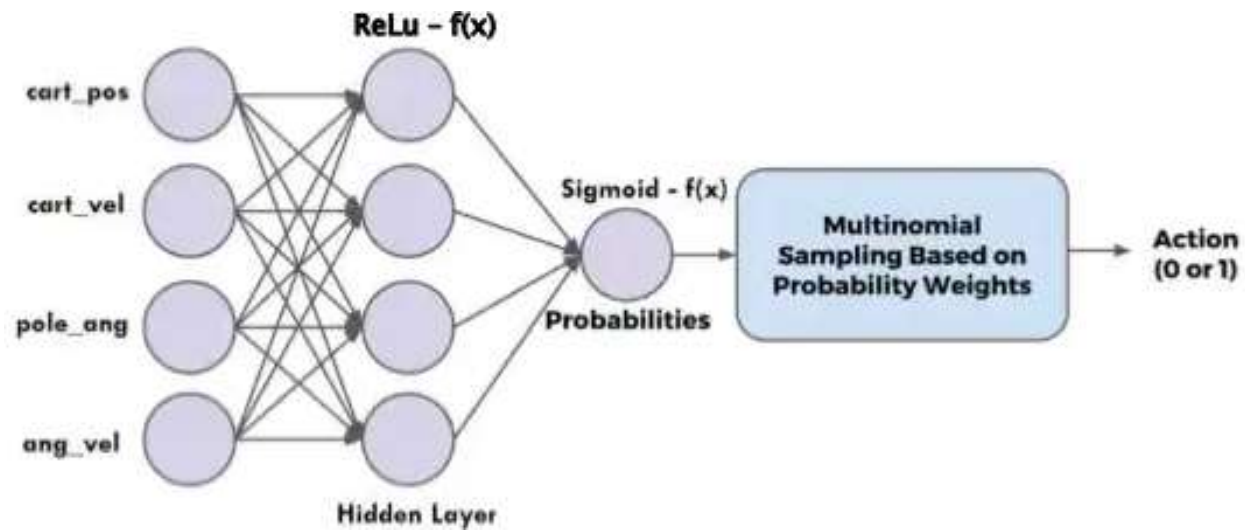 ReLu - f(x)
cart_pos
cart_vel
pole_ang
ang_vel
Hidden Layer
Sigmoid - f(x)
Probabilities
Multinomial
Sampling Based on
Probability Weights
Action
(0 or 1)